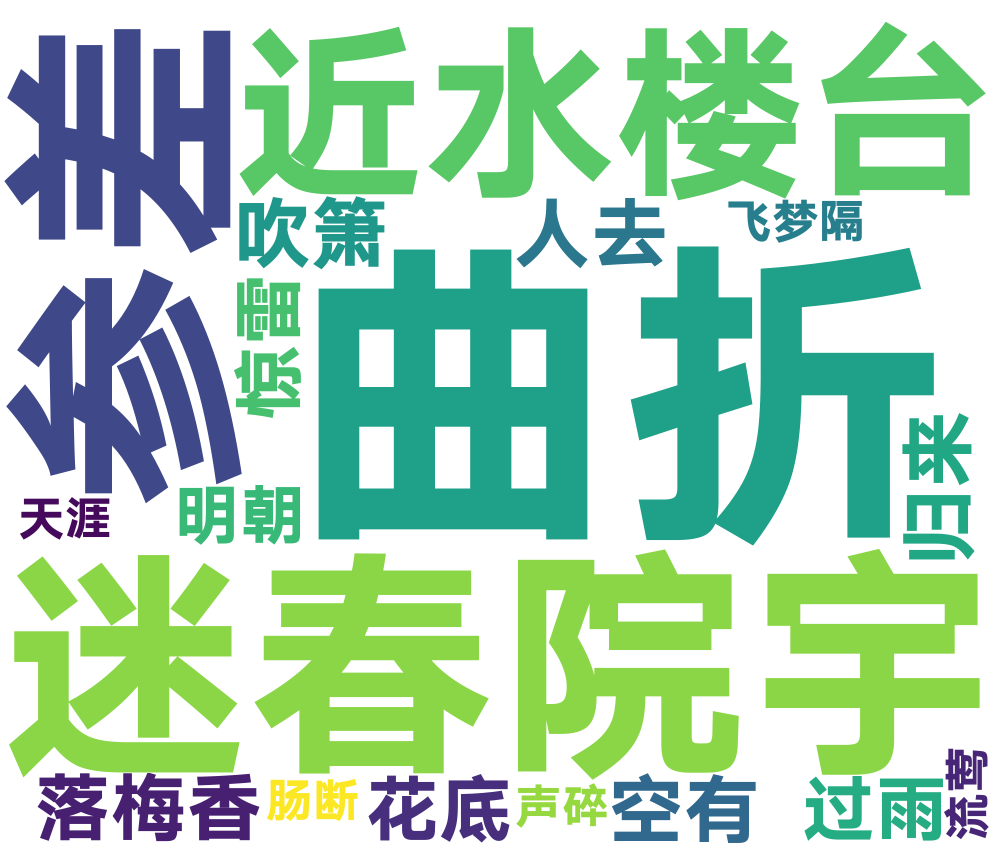 参差
近水楼台
吹箫
人去
飞梦隔
惊雷
曲折
归来
天涯
明朝
迷春院宇
落梅香
肠断
花底
声碎
空有
过雨
流莺